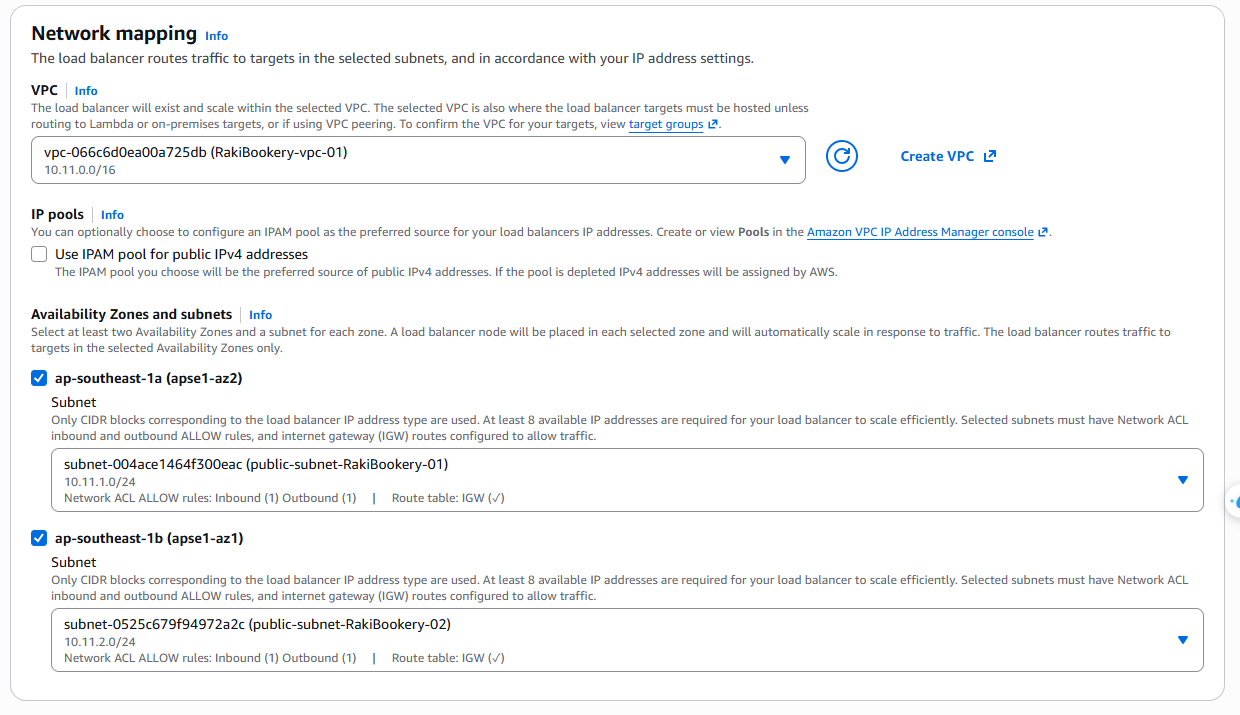 Network mapping Info
The load balancer routes traffic to targets in the selected subnets, and in accordance with your IP address settings.
VPC Info
The load balancer will exist and scale within the selected VPC. The selected VPC is also where the load balancer targets must be hosted unless
routing to Lambda or on-premises targets, or if using VPC peering. To confirm the VPC for your targets, view target groups.
vpc-066c6d0ea00a725db (RakiBookery-vpc-01)
10.11.0.0/16
Create VPC
IP pools Info
You can optionally choose to configure an IPAM pool as the preferred source for your load balancers IP addresses. Create or view Pools in the Amazon VPC IP Address Manager console.
Use IPAM pool for public IPv4 addresses
The IPAM pool you choose will be the preferred source of public IPv4 addresses. If the pool is depleted IPv4 addresses will be assigned by AWS.
Availability Zones and subnets Info
Select at least two Availability Zones and a subnet for each zone. A load balancer node will be placed in each selected zone and will automatically scale in response to traffic. The load balancer routes traffic to
targets in the selected Availability Zones only.
ap-southeast-1a (apse1-az2)
Subnet
Only CIDR blocks corresponding to the load balancer IP address type are used. At least 8 available IP addresses are required for your load balancer to scale efficiently. Selected subnets must have Network ACL
inbound and outbound ALLOW rules, and internet gateway (IGW) routes configured to allow traffic.
subnet-004ace1464f300eac (public-subnet-RakiBookery-01)
10.11.1.0/24
Network ACL ALLOW rules: Inbound (1) Outbound (1) | Route table: IGW (✓)
ap-southeast-1b (apse1-az1)
Subnet
Only CIDR blocks corresponding to the load balancer IP address type are used. At least 8 available IP addresses are required for your load balancer to scale efficiently. Selected subnets must have Network ACL
inbound and outbound ALLOW rules, and internet gateway (IGW) routes configured to allow traffic.
subnet-0525c679f94972a2c (public-subnet-RakiBookery-02)
10.11.2.0/24
Network ACL ALLOW rules: Inbound (1) Outbound (1) | Route table: IGW (✓)